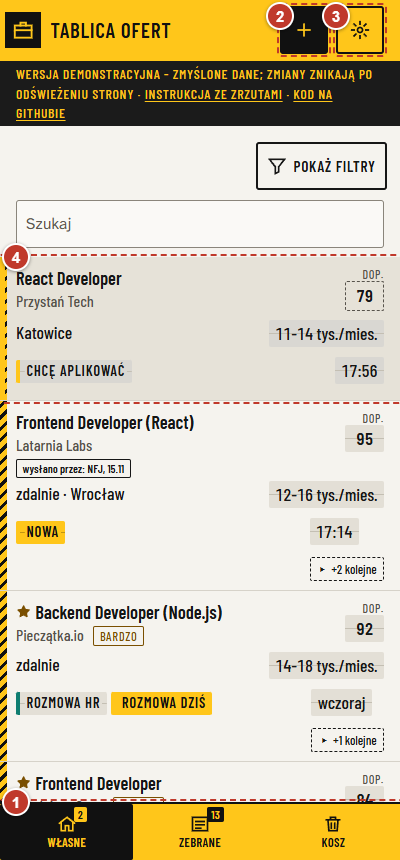 TABLICA OFERT
2
3
WERSJA DEMONSTRACYJNA – ZMYŚLONE DANE; ZMIANY ZNIKAJĄ PO
ODŚWIEŻENIU STRONY · INSTRUKCJA ZE ZRZUTAMI · KOD NA
GITHUBIE
POKAŻ FILTRY
Szukaj
4
React Developer
DOP.
Przystań Tech
79
Katowice
11–14 tys./mies.
CHCĘ APLIKOWAĆ
17:56
Frontend Developer (React)
DOP.
Latarnia Labs
95
wysłano przez: NFJ, 15.11
zdalnie · Wrocław
12–16 tys./mies.
NOWA
17:14
+2 kolejne
Backend Developer (Node.js)
DOP.
Pieczątka.io
BARDZO
92
zdalnie
14–18 tys./mies.
ROZMOWA HR
ROZMOWA DZIŚ
wczoraj
+1 kolejne
Frontend Developer
DOP.
1
2
WŁASNE
13
ZEBRANE
KOSZ